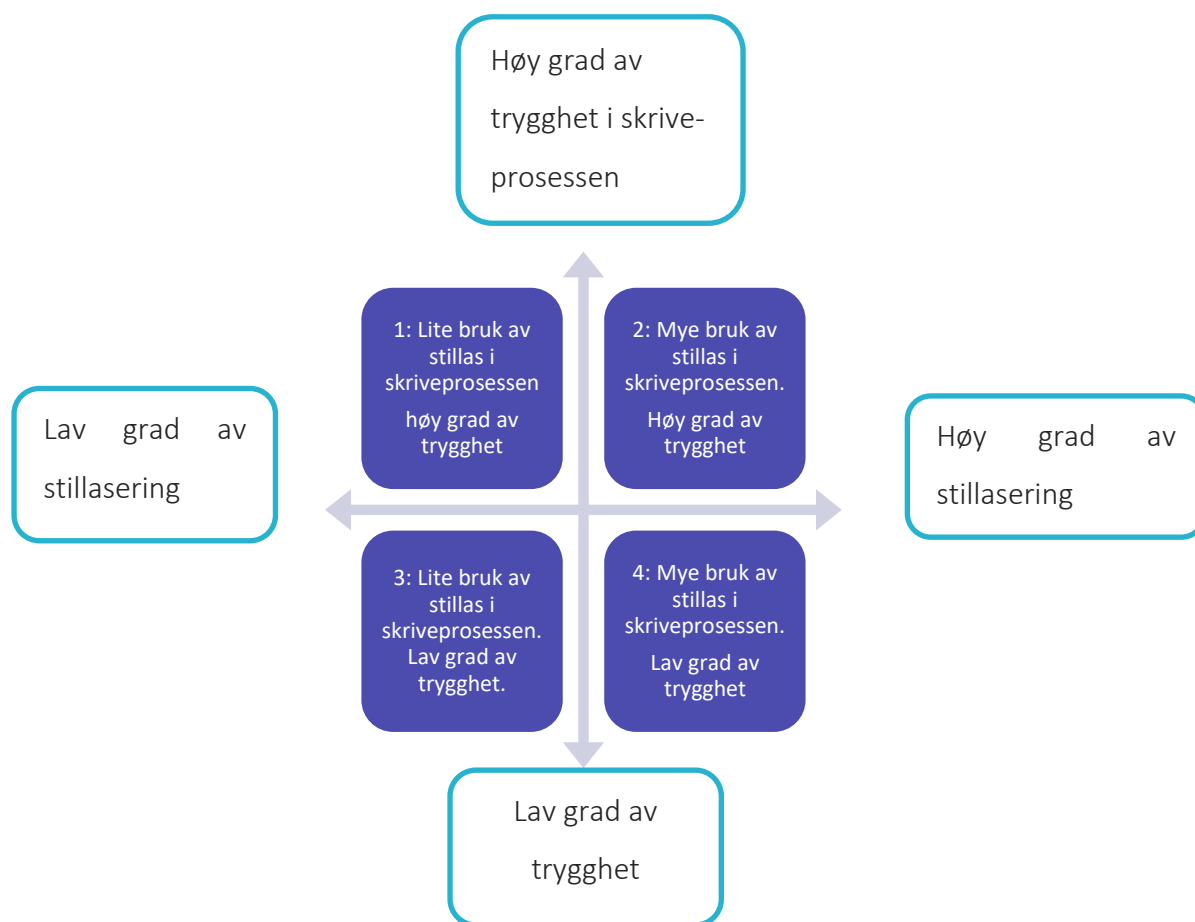 Høy grad av
trygghet i skrive-
prosessen
1: Lite bruk av
stillas i
skriveprosessen
høy grad av
trygghet
2: Mye bruk av
stillas i
skriveprosessen.
Høy grad av
trygghet
Lav grad av
stillasering
Høy grad av
stillasering
3: Lite bruk av
stillas i
skriveprosessen.
Lav grad av
trygghet.
4: Mye bruk av
stillas i
skriveprosessen.
Lav grad av
trygghet
Lav grad av
trygghet